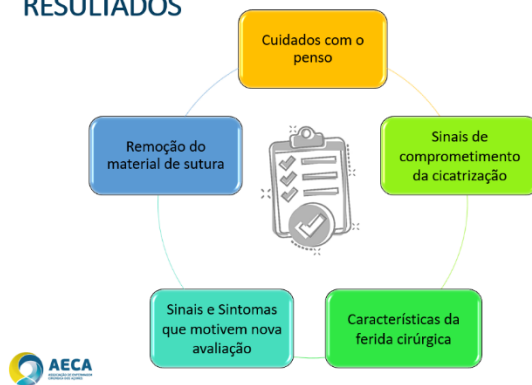 RESULTADOS
Cuidados com o
penso
Sinais de
comprometimento
da cicatrização
Características da
ferida cirúrgica
Sinais e Sintomas
que motivem nova
avaliação
Remoção do
material de sutura
AECA